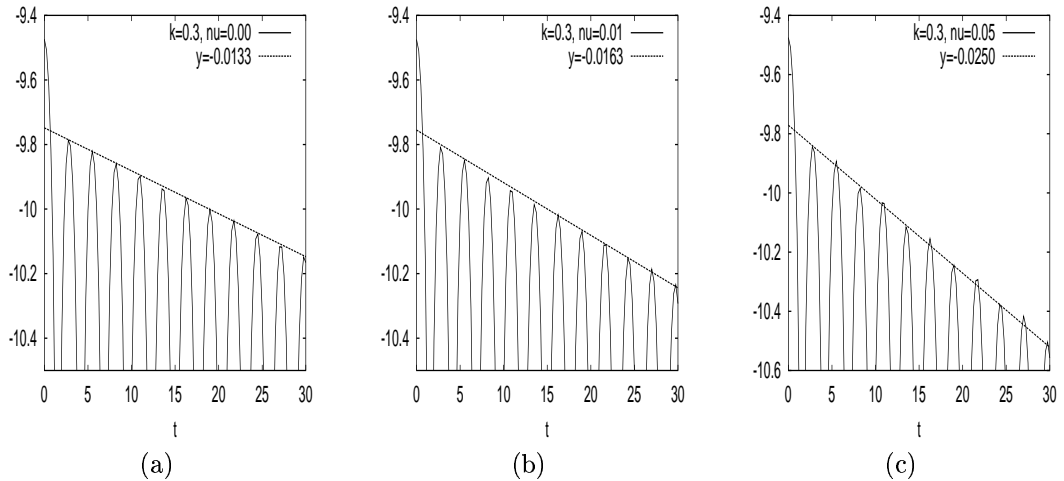 k=0.3, nu=0.00
y=-0.0133
-9.4
-9.6
-9.8
-10
-10.2
-10.4
0 5 10 15 20 25 30
t
(a)
k=0.3, nu=0.01
y=-0.0163
-9.4
-9.6
-9.8
-10
-10.2
-10.4
0 5 10 15 20 25 30
t
(b)
k=0.3, nu=0.05
y=-0.0250
-9.4
-9.6
-9.8
-10
-10.2
-10.4
-10.6
0 5 10 15 20 25 30
t
(c)